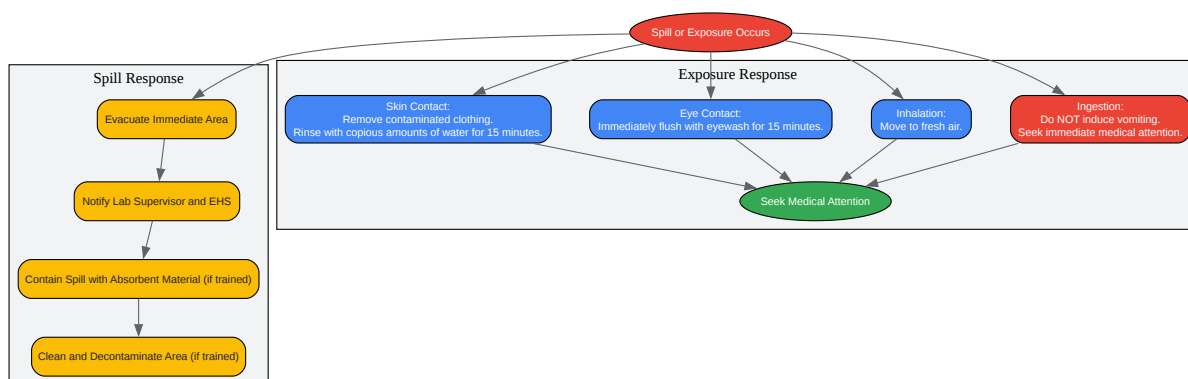 Spill or Exposure Occurs
Spill Response
Evacuate Immediate Area
Notify Lab Supervisor and EHS
Contain Spill with Absorbent Material (if trained)
Clean and Decontaminate Area (if trained)
Exposure Response
Skin Contact:
Remove contaminated clothing.
Rinse with copious amounts of water for 15 minutes.
Eye Contact:
Immediately flush with eyewash for 15 minutes.
Inhalation:
Move to fresh air.
Ingestion:
Do NOT induce vomiting.
Seek immediate medical attention.
Seek Medical Attention